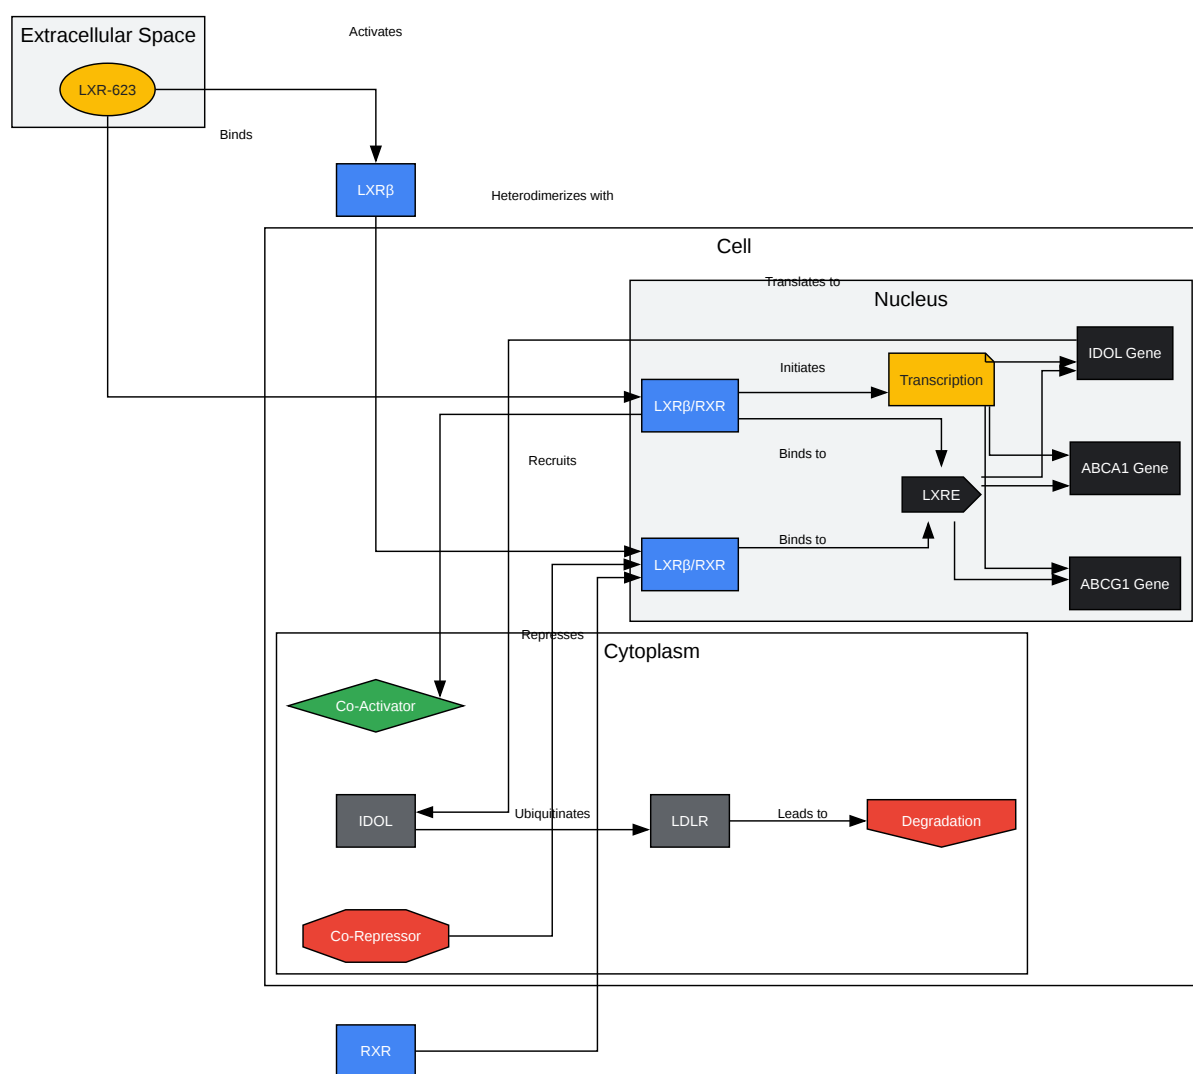 Extracellular Space
Activates
LXR-623
Binds
LXRβ
Heterodimerizes with
Cell
Translates to
Nucleus
IDOL Gene
Initiates
Transcription
LXRβ/RXR
Binds to
Recruits
ABCA1 Gene
LXRE
Binds to
LXRβ/RXR
ABCG1 Gene
Represses
Cytoplasm
Co-Activator
IDOL
Ubiquitinates
LDLR
Leads to
Degradation
Co-Repressor
RXR